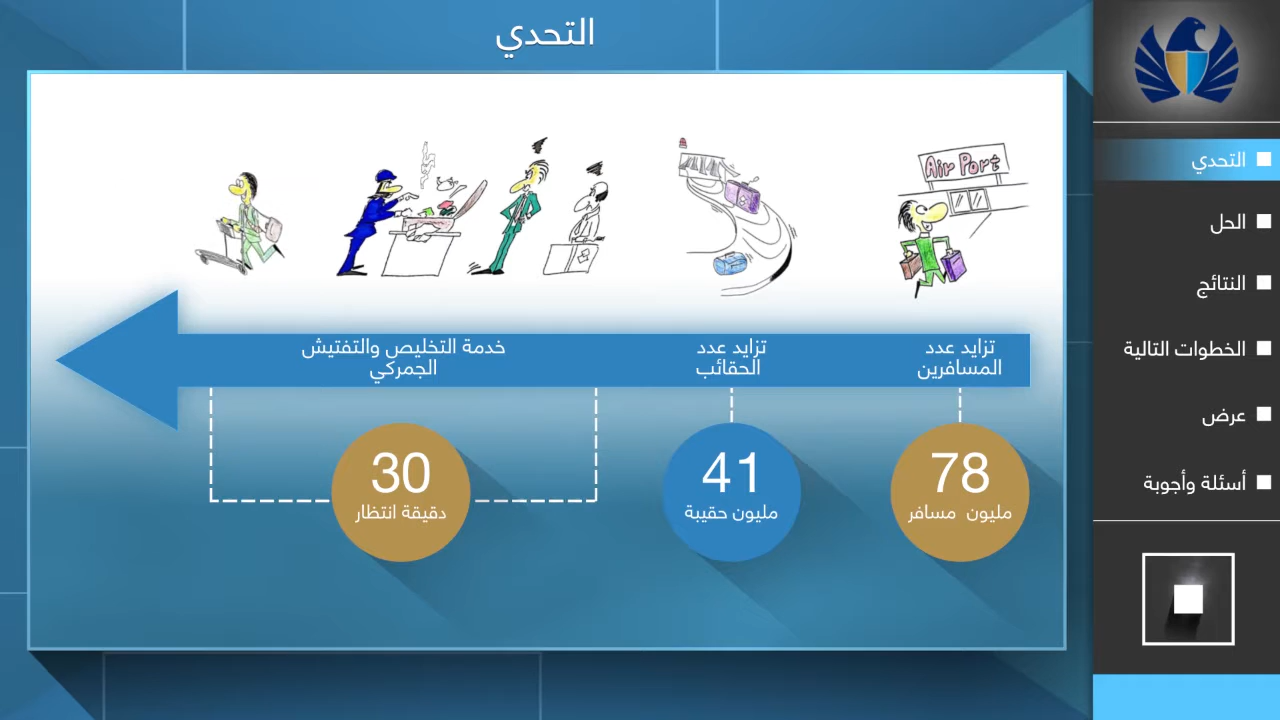 التحدي
Air Port
تزايد عدد
المسافرين
تزايد عدد
الحقائب
خدمة التخليص والتفتيش
الجمركي
78
مليون مسافر
41
مليون حقيبة
30
دقيقة انتظار
التحدي
الحل
النتائج
الخطوات التالية
عرض
أسئلة وأجوبة